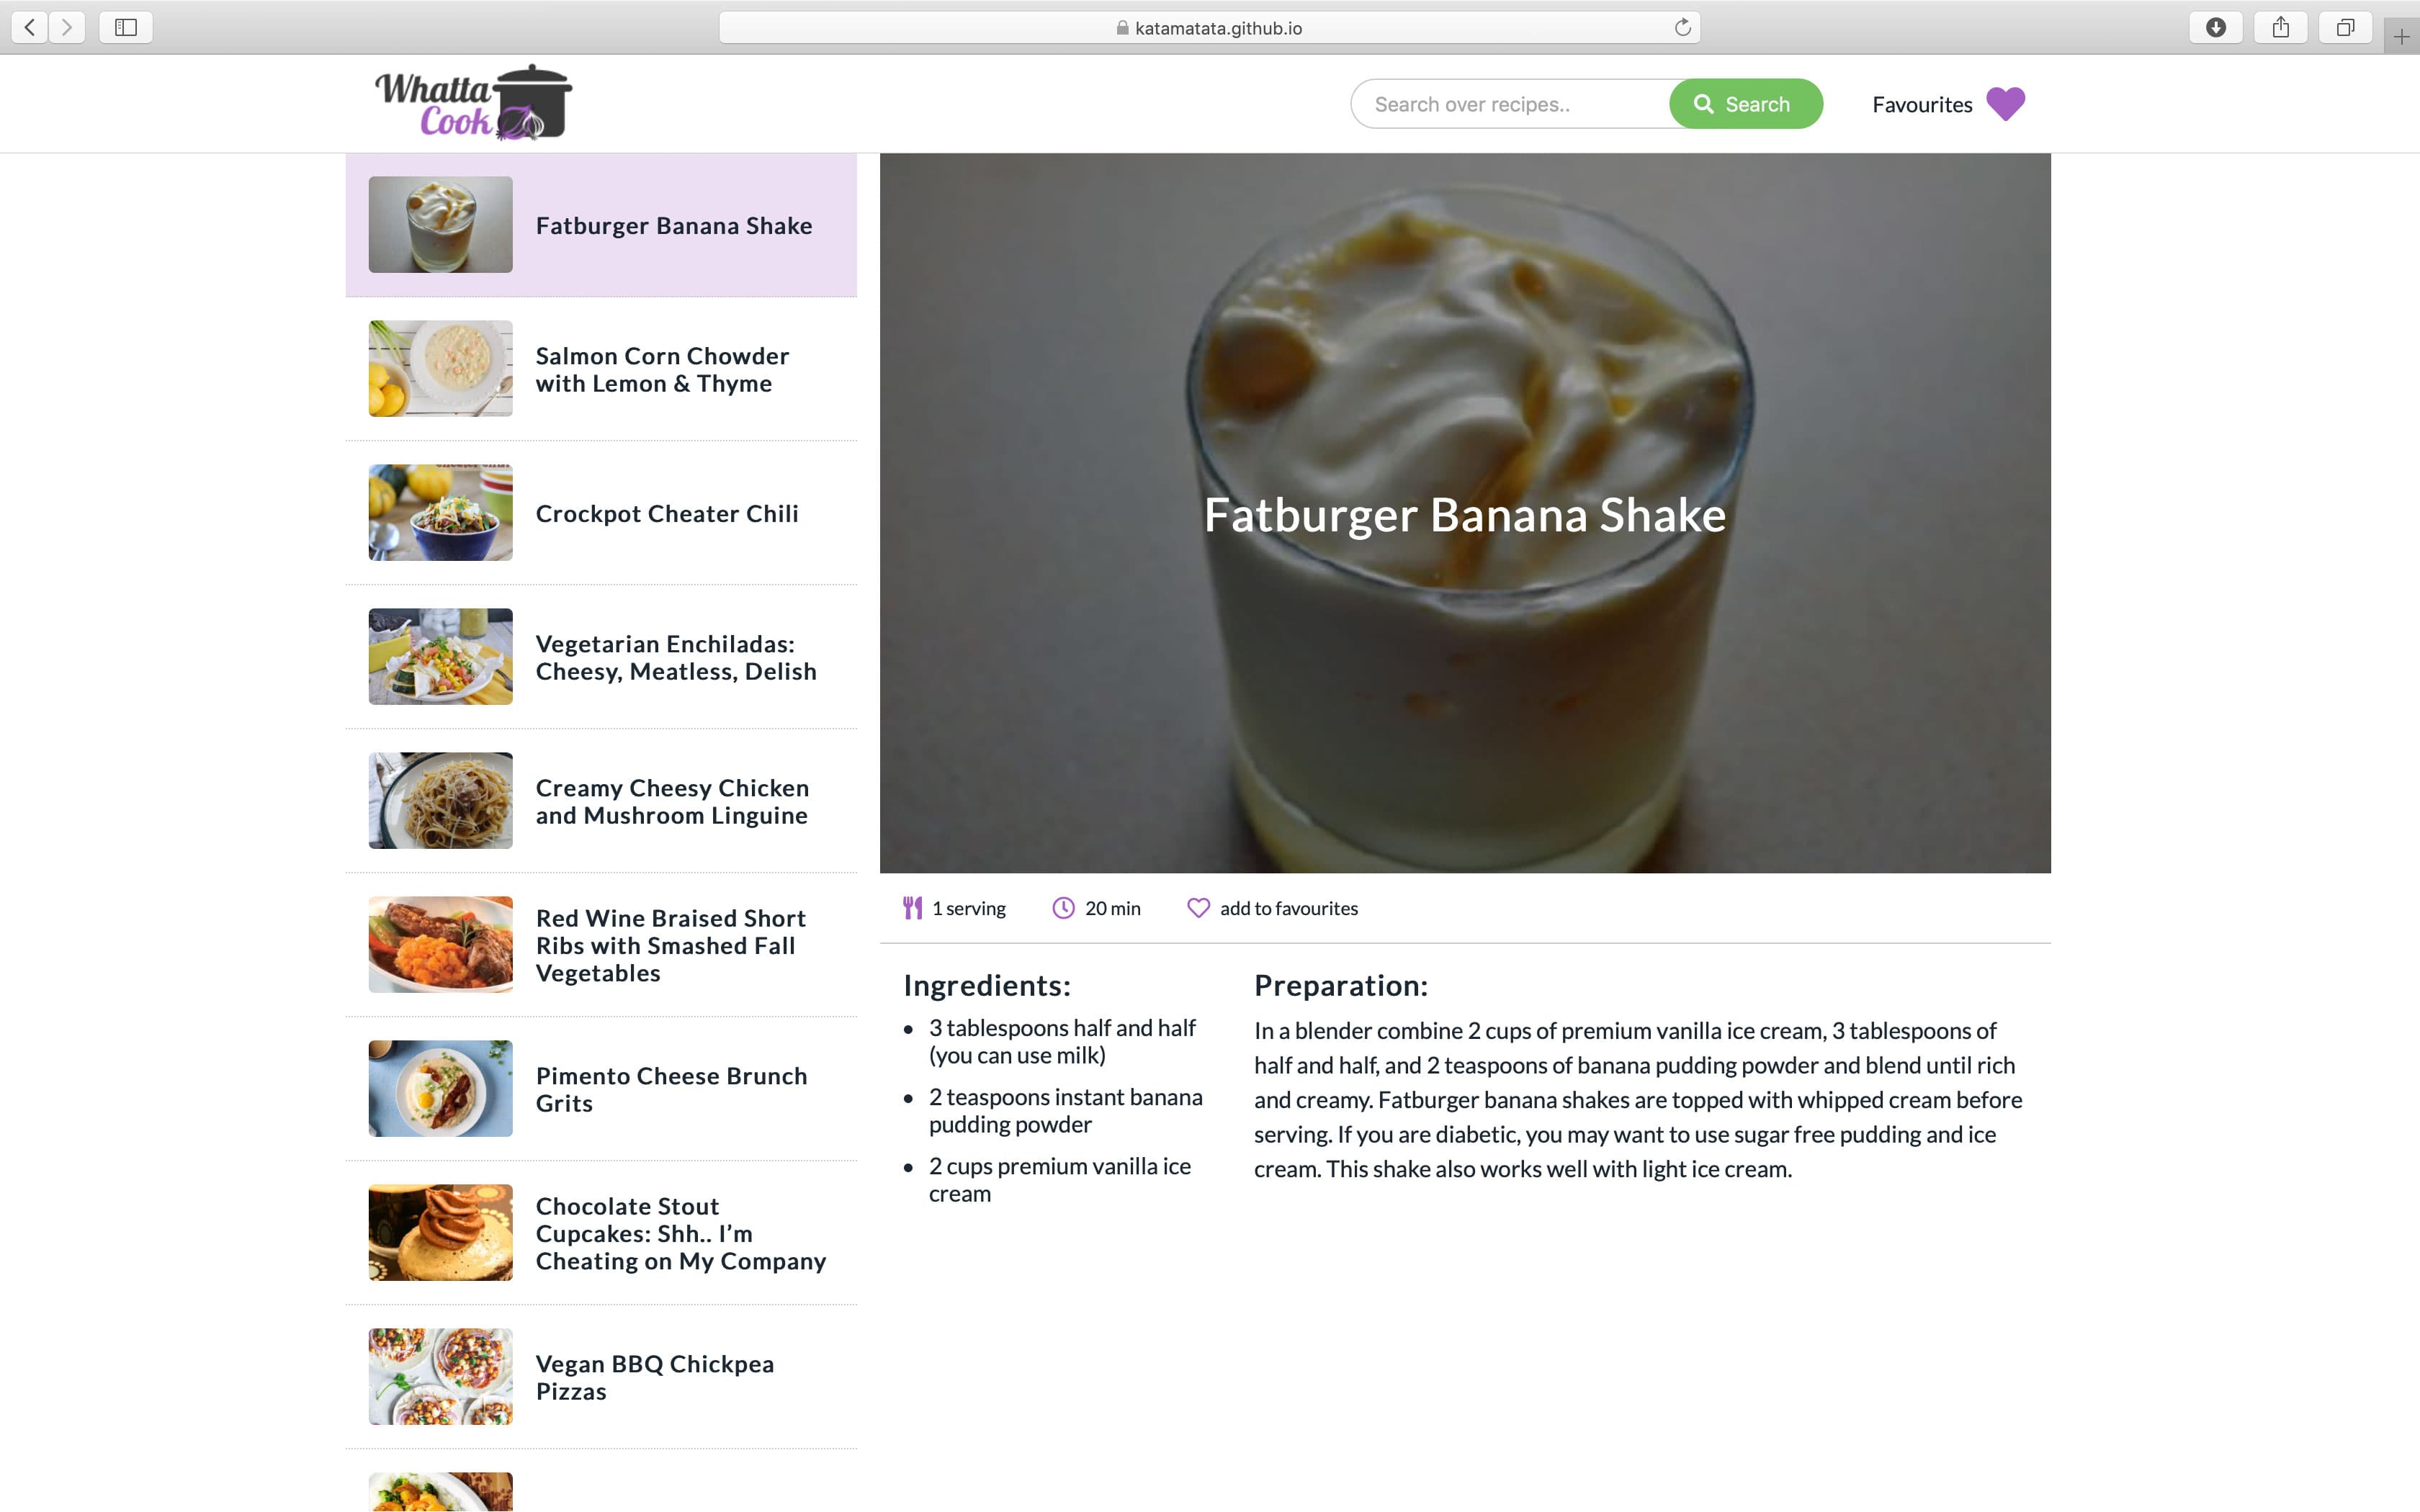 katamatata.github.io
Whatta
Cook
Search over recipes..
Search
Favourites
Fatburger Banana Shake
Salmon Corn Chowder
with Lemon & Thyme
Crockpot Cheater Chili
Vegetarian Enchiladas:
Cheesy, Meatless, Delish
Creamy Cheesy Chicken
and Mushroom Linguine
Red Wine Braised Short
Ribs with Smashed Fall
Vegetables
Pimento Cheese Brunch
Grits
Chocolate Stout
Cupcakes: Shh.. I’m
Cheating on My Company
Vegan BBQ Chickpea
Pizzas
Fatburger Banana Shake
1 serving
20 min
add to favourites
Ingredients:
• 3 tablespoons half and half
(you can use milk)
• 2 teaspoons instant banana
pudding powder
• 2 cups premium vanilla ice
cream
Preparation:
In a blender combine 2 cups of premium vanilla ice cream, 3 tablespoons of
half and half, and 2 teaspoons of banana pudding powder and blend until rich
and creamy. Fatburger banana shakes are topped with whipped cream before
serving. If you are diabetic, you may want to use sugar free pudding and ice
cream. This shake also works well with light ice cream.